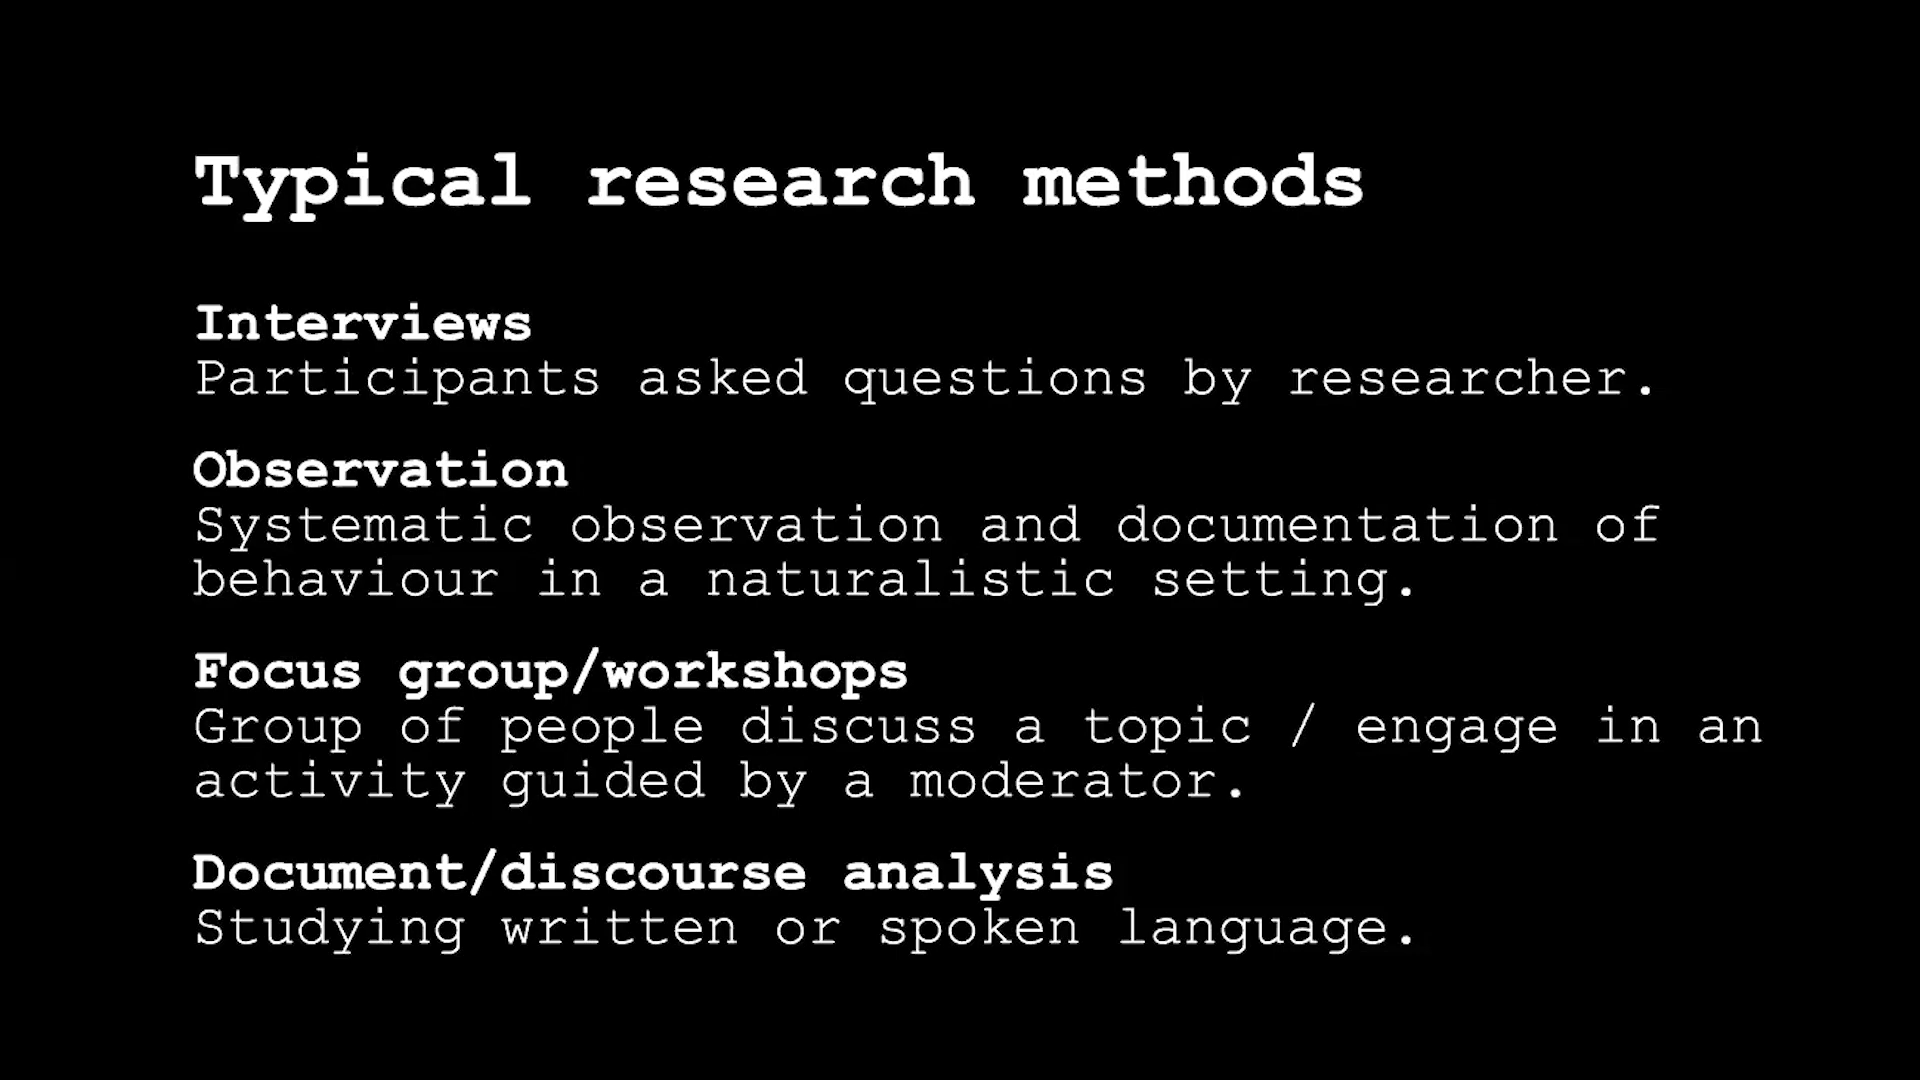 Typical research methods
Interviews
Participants asked questions by researcher.
Observation
Systematic observation and documentation of
behaviour in a naturalistic setting.
Focus group/workshops
Group of people discuss a topic / engage in an
activity guided by a moderator.
Document/discourse analysis
Studying written or spoken language.